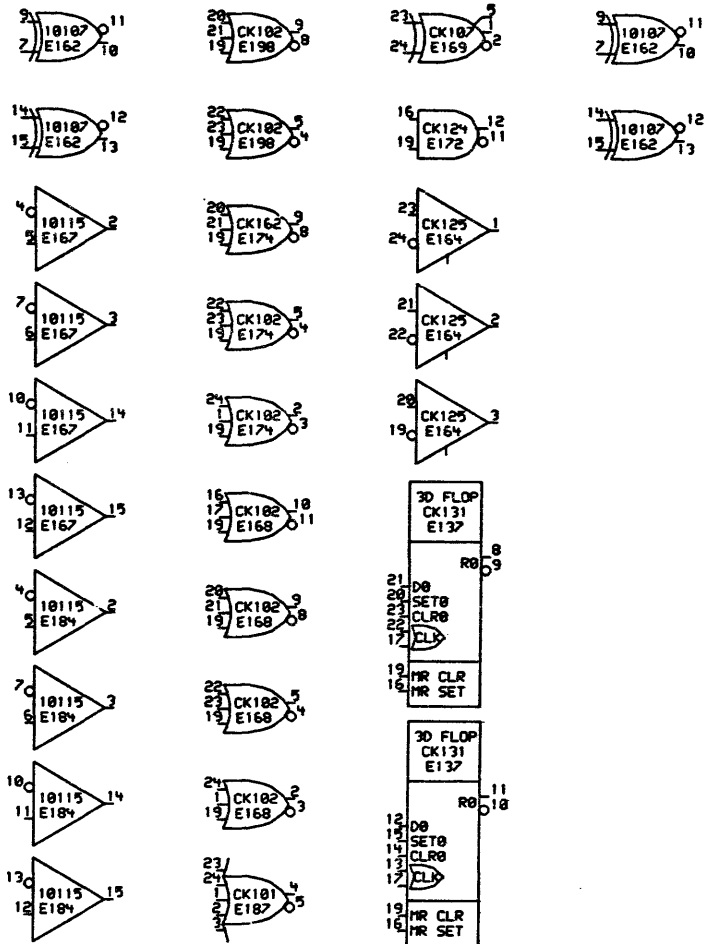 9 11
7 10107 10
E162
20 9
21 CK102 8
19 E198
23 5
CK107 1
24 E169 2
9 11
7 10107 10
E162
14 12
15 10107 13
E162
22 5
23 CK102 4
19 E198
16 12
CK124 11
19 E172
14 12
15 10107 13
E162
4 10115 2
5 E167
20 9
21 CK162 8
19 E174
23 CK125 1
24 E164
7 10115 3
6 E167
22 5
23 CK102 4
19 E174
21 CK125 2
22 E164
10 10115 14
11 E167
24 2
1 CK102 3
19 E174
20 CK125 3
19 E164
13 10115 15
12 E167
16 10
17 CK102 11
19 E168
3D FLOP
CK131
E137
8
R0 9
21 D0
20 SET0
23 CLR0
22
17 CLK
19 MR CLR
16 MR SET
4 10115 2
5 E184
20 9
21 CK102 8
19 E168
7 10115 3
6 E184
22 5
23 CK102 4
19 E168
10 10115 14
11 E184
24 2
1 CK102 3
19 E168
3D FLOP
CK131
E137
11
R0 10
12 D0
15 SET0
14 CLR0
13
17 CLK
19 MR CLR
16 MR SET
13 10115 15
12 E184
23
24 4
1 CK101 5
2 E187
3